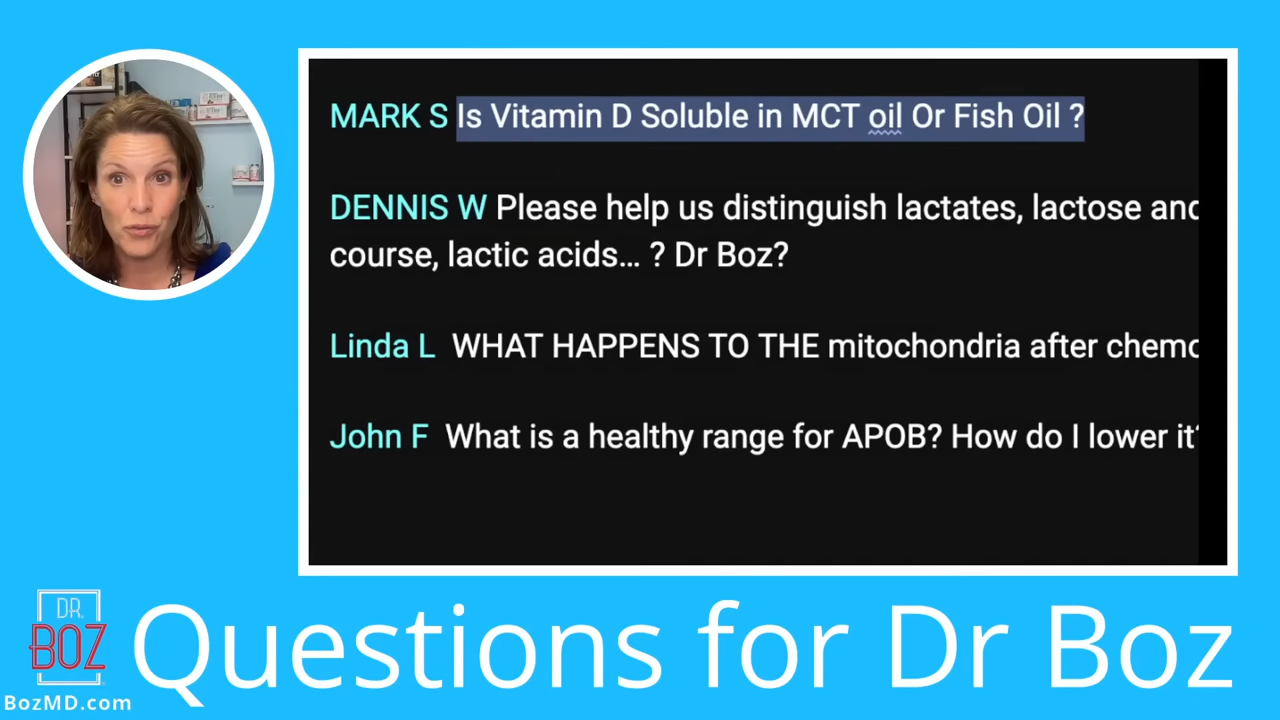 MARK S Is Vitamin D Soluble in MCT oil Or Fish Oil ?
DENNIS W Please help us distinguish lactates, lactose and
course, lactic acids... ? Dr Boz?
Linda L WHAT HAPPENS TO THE mitochondria after chemo
John F What is a healthy range for APOB? How do I lower it?
DR.
BOZ
Questions for Dr Boz
BozMD.com